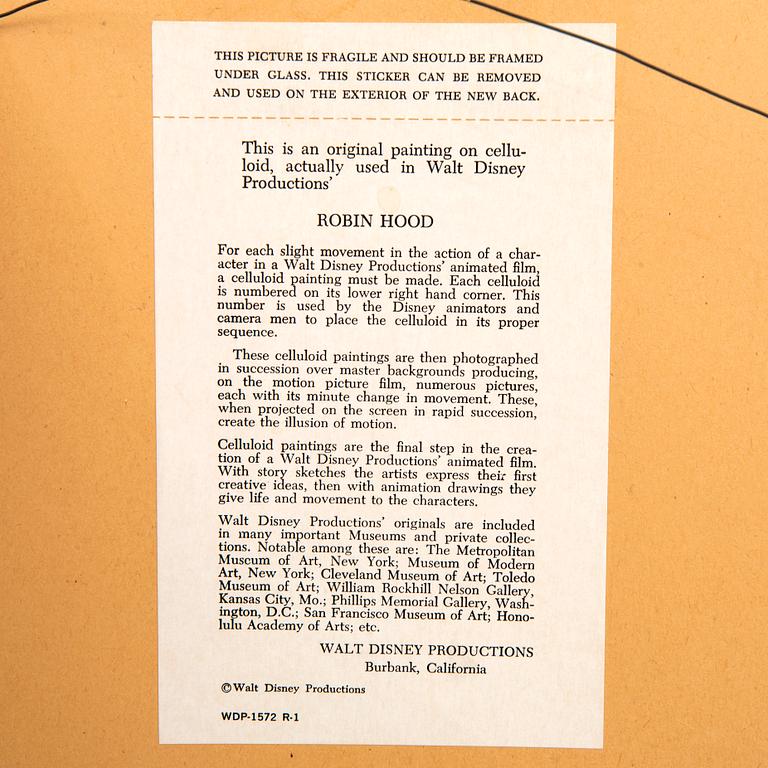 THIS PICTURE IS FRAGILE AND SHOULD BE FRAMED
UNDER GLASS. THIS STICKER CAN BE REMOVED
AND USED ON THE EXTERIOR OF THE NEW BACK.
This is an original painting on cellu-
loid, actually used in Walt Disney
Productions'
ROBIN HOOD
For each slight movement in the action of a char-
acter in a Walt Disney Productions' animated film,
a celluloid painting must be made. Each celluloid
is numbered on its lower right hand corner. This
number is used by the Disney animators and
camera men to place the celluloid in its proper
sequence.
These celluloid paintings are then photographed
in succession over master backgrounds producing,
on the motion picture film, numerous pictures,
each with its minute change in movement. These,
when projected on the screen in rapid succession,
create the illusion of motion.
Celluloid paintings are the final step in the crea-
tion of a Walt Disney Productions' animated film.
With story sketches the artists express their first
creative ideas, then with animation drawings they
give life and movement to the characters.
Walt Disney Productions' originals are included
in many important Museums and private collec-
tions. Notable among these are: The Metropolitan
Museum of Art, New York; Museum of Modern
Art, New York; Cleveland Museum of Art; Toledo
Museum of Art; William Rockhill Nelson Gallery,
Kansas City, Mo.; Phillips Memorial Gallery, Wash-
ington, D.C.; San Francisco Museum of Art; Hono-
lulu Academy of Arts; etc.
WALT DISNEY PRODUCTIONS
Burbank, California
©Walt Disney Productions
WDP-1572 R-1